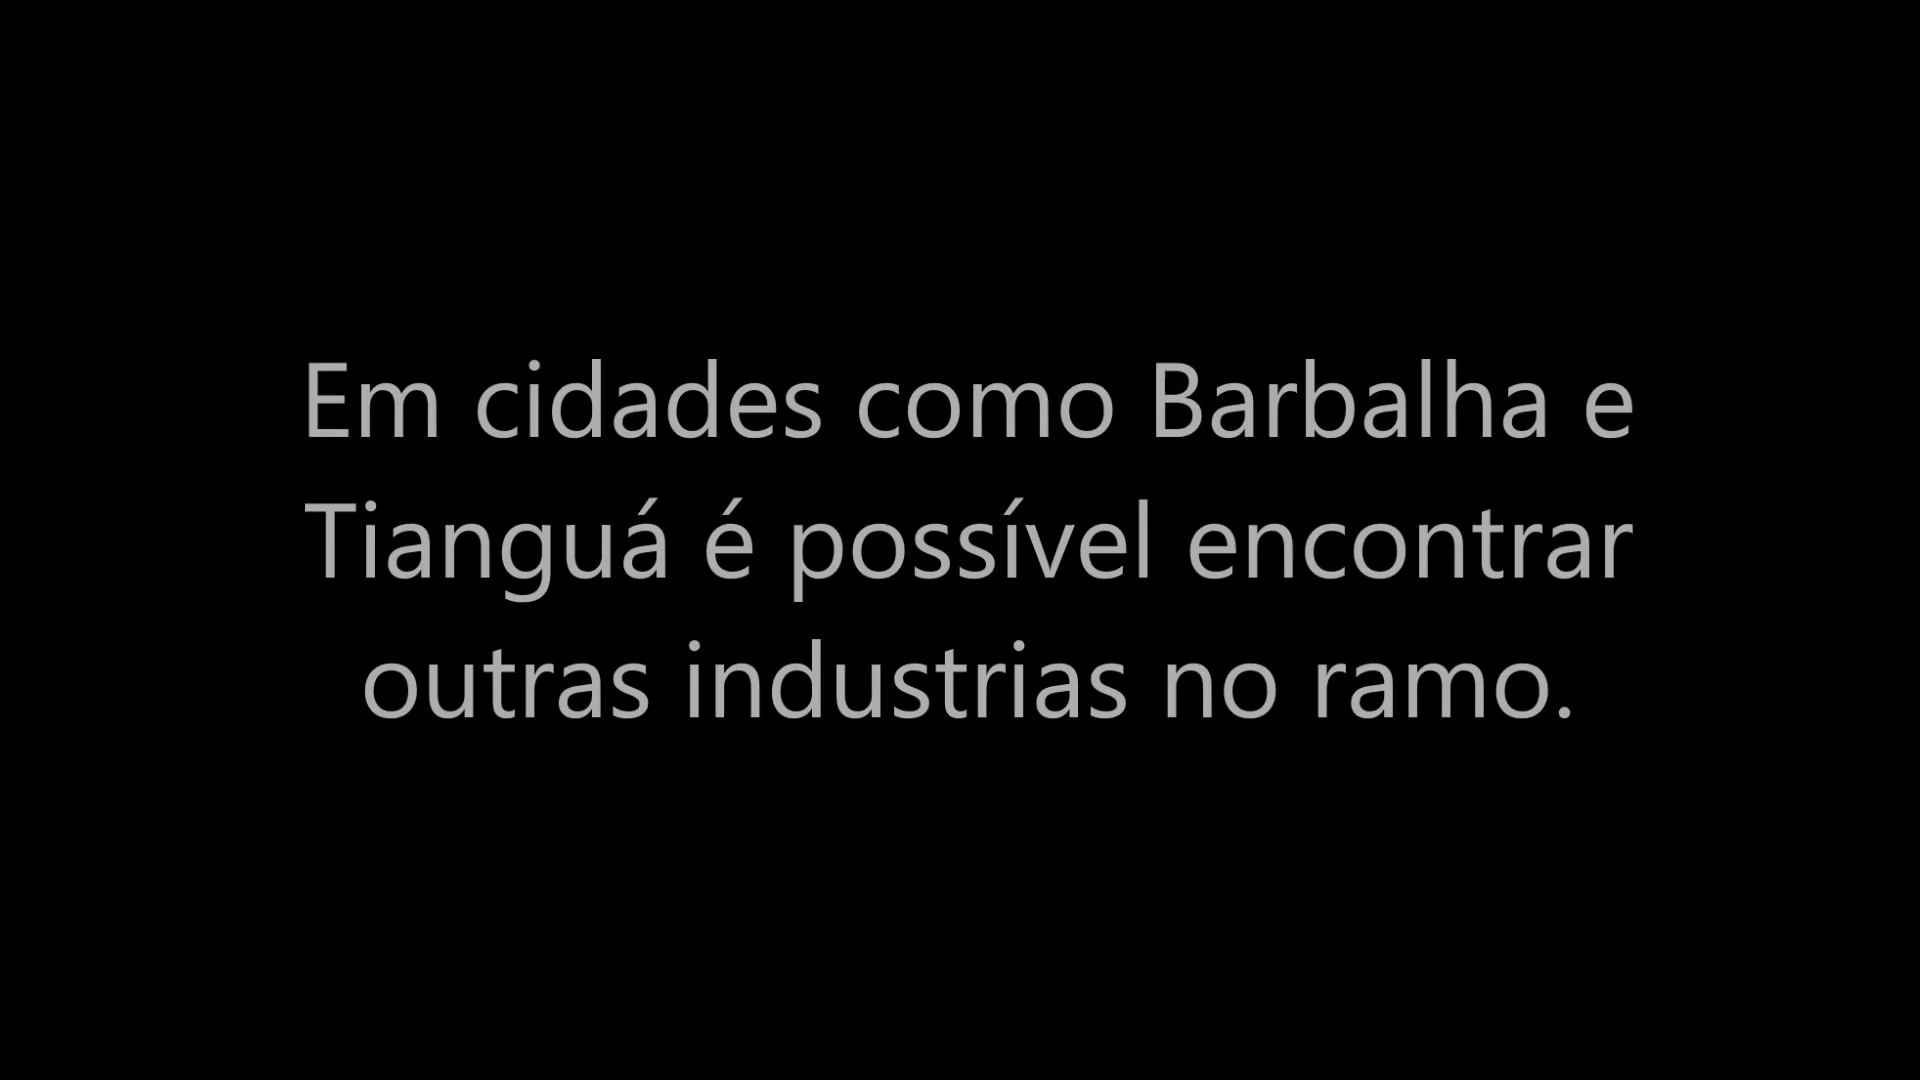 Em cidades como Barbalha e
Tianguá é possível encontrar
outras industrias no ramo.